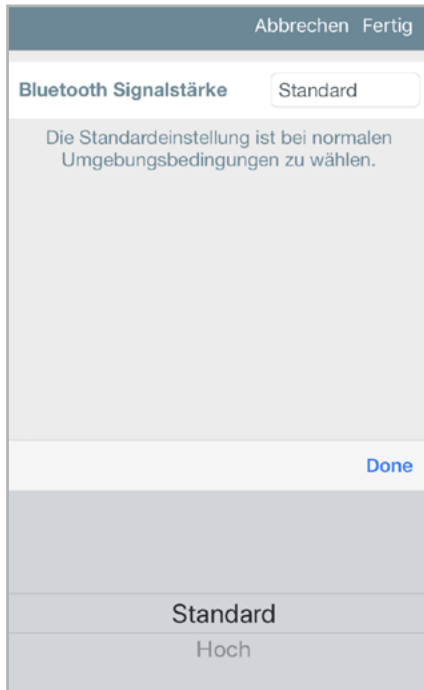 Abbrechen Fertig
Bluetooth Signalstärke Standard
Die Standardeinstellung ist bei normalen
Umgebungsbedingungen zu wählen.
Done
Standard
Hoch